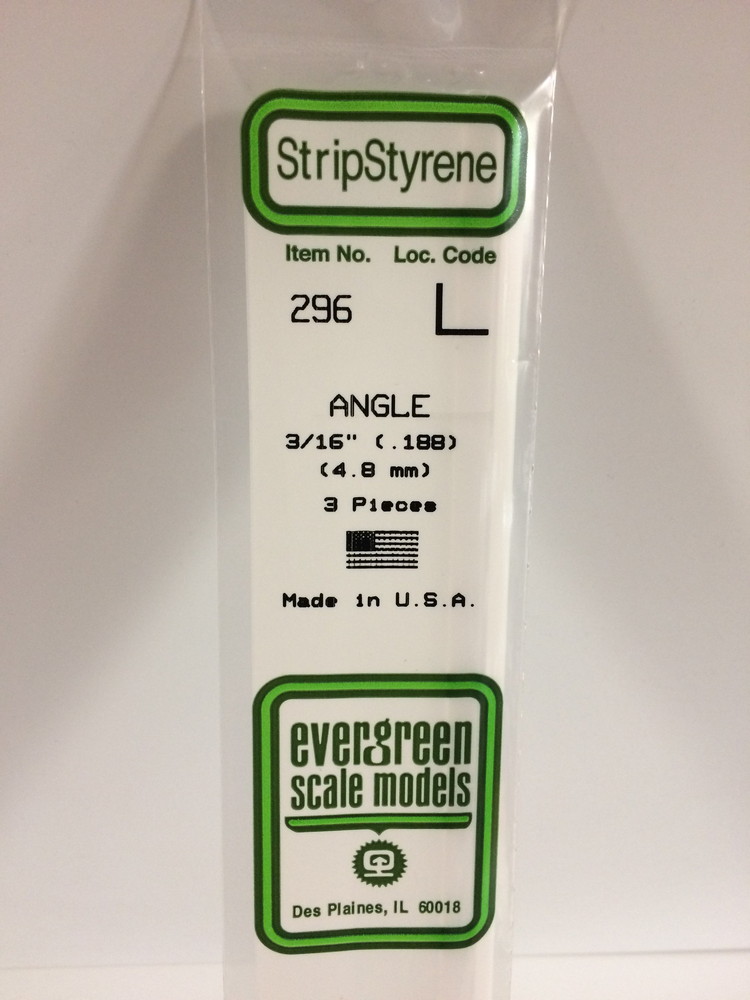 StripStyrene
Item No. Loc. Code
296 L
ANGLE
3/16" (.188)
(4.8 mm)
3 Pieces
Made in U.S.A.
evergreen
scale models
Des Plaines, IL 60018